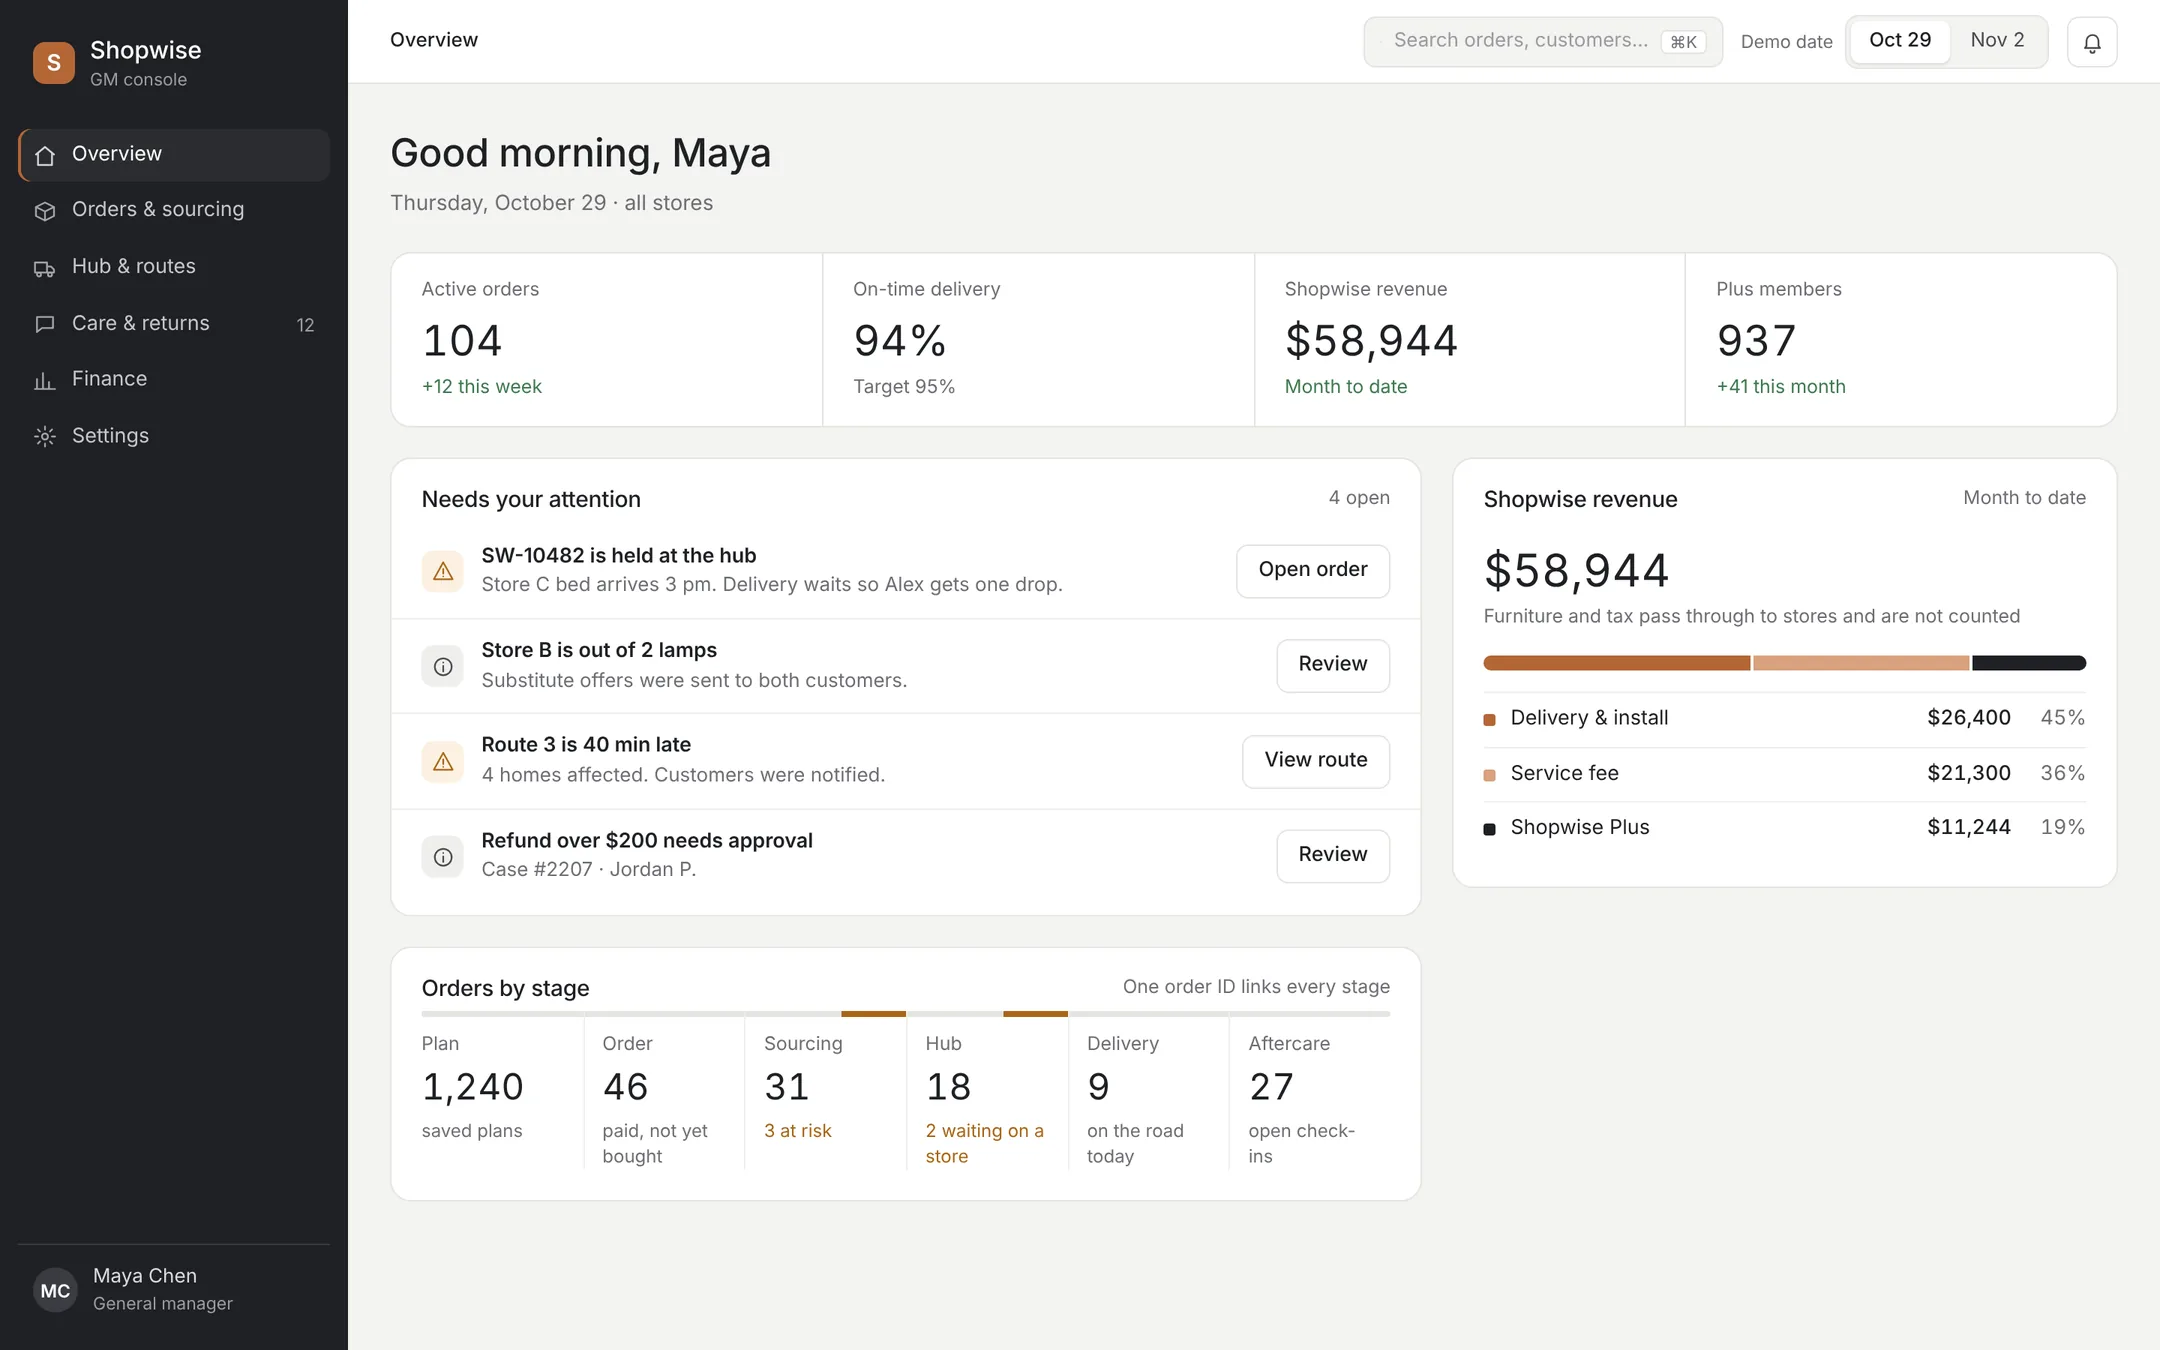 S
Shopwise
GM console
Overview
Orders & sourcing
Hub & routes
Care & returns 12
Finance
Settings
MC
Maya Chen
General manager
Overview
Search orders, customers... ⌘K
Demo date
Oct 29
Nov 2
Good morning, Maya
Thursday, October 29 · all stores
Active orders
104
+12 this week
On-time delivery
94%
Target 95%
Shopwise revenue
$58,944
Month to date
Plus members
937
+41 this month
Needs your attention
4 open
SW-10482 is held at the hub
Store C bed arrives 3 pm. Delivery waits so Alex gets one drop.
Open order
Store B is out of 2 lamps
Substitute offers were sent to both customers.
Review
Route 3 is 40 min late
4 homes affected. Customers were notified.
View route
Refund over $200 needs approval
Case #2207 · Jordan P.
Review
Shopwise revenue
Month to date
$58,944
Furniture and tax pass through to stores and are not counted
Delivery & install $26,400 45%
Service fee $21,300 36%
Shopwise Plus $11,244 19%
Orders by stage
One order ID links every stage
Plan
1,240
saved plans
Order
46
paid, not yet
bought
Sourcing
31
3 at risk
Hub
18
2 waiting on a
store
Delivery
9
on the road
today
Aftercare
27
open check-
ins